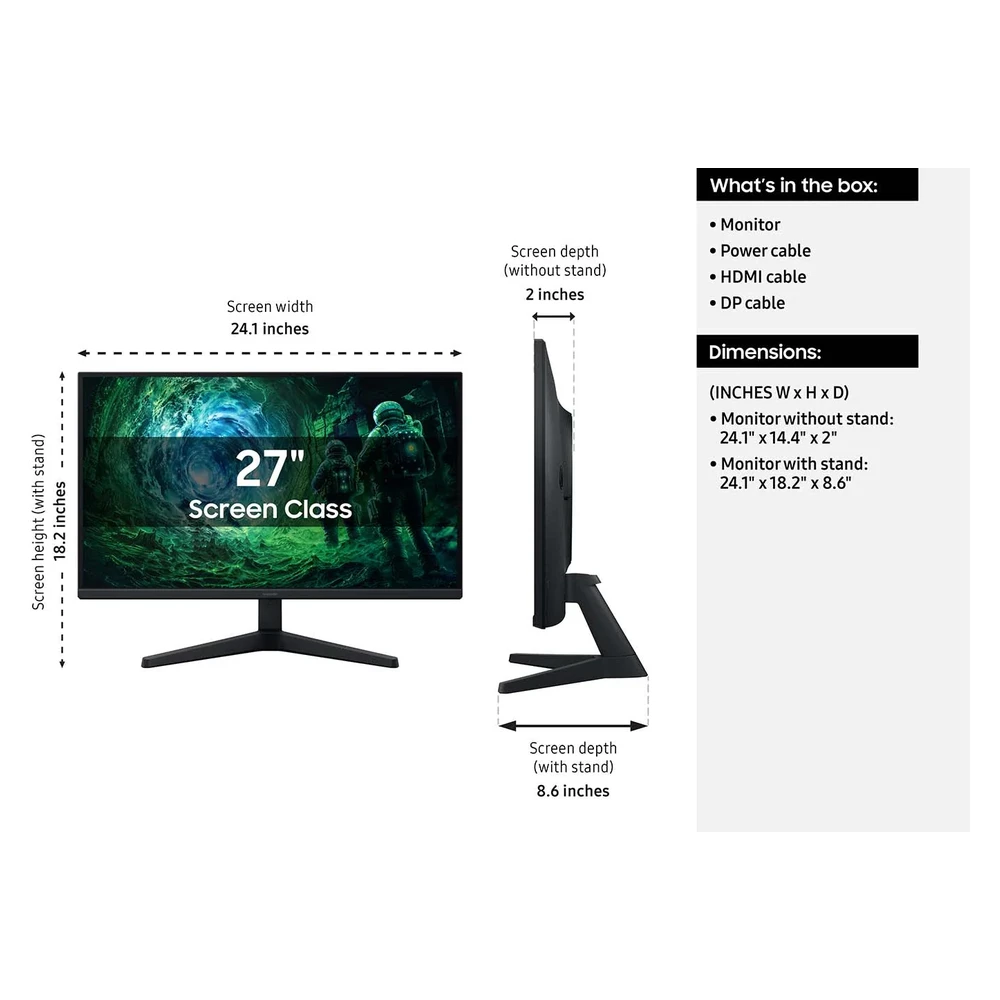 Screen width
24.1 inches
Screen height (with stand)
18.2 inches
27"
Screen Class
Screen depth
(without stand)
2 inches
Screen depth
(with stand)
8.6 inches
What's in the box:
• Monitor
• Power cable
• HDMI cable
• DP cable
Dimensions:
(INCHES W x H x D)
• Monitor without stand:
24.1" x 14.4" x 2"
• Monitor with stand:
24.1" x 18.2" x 8.6"